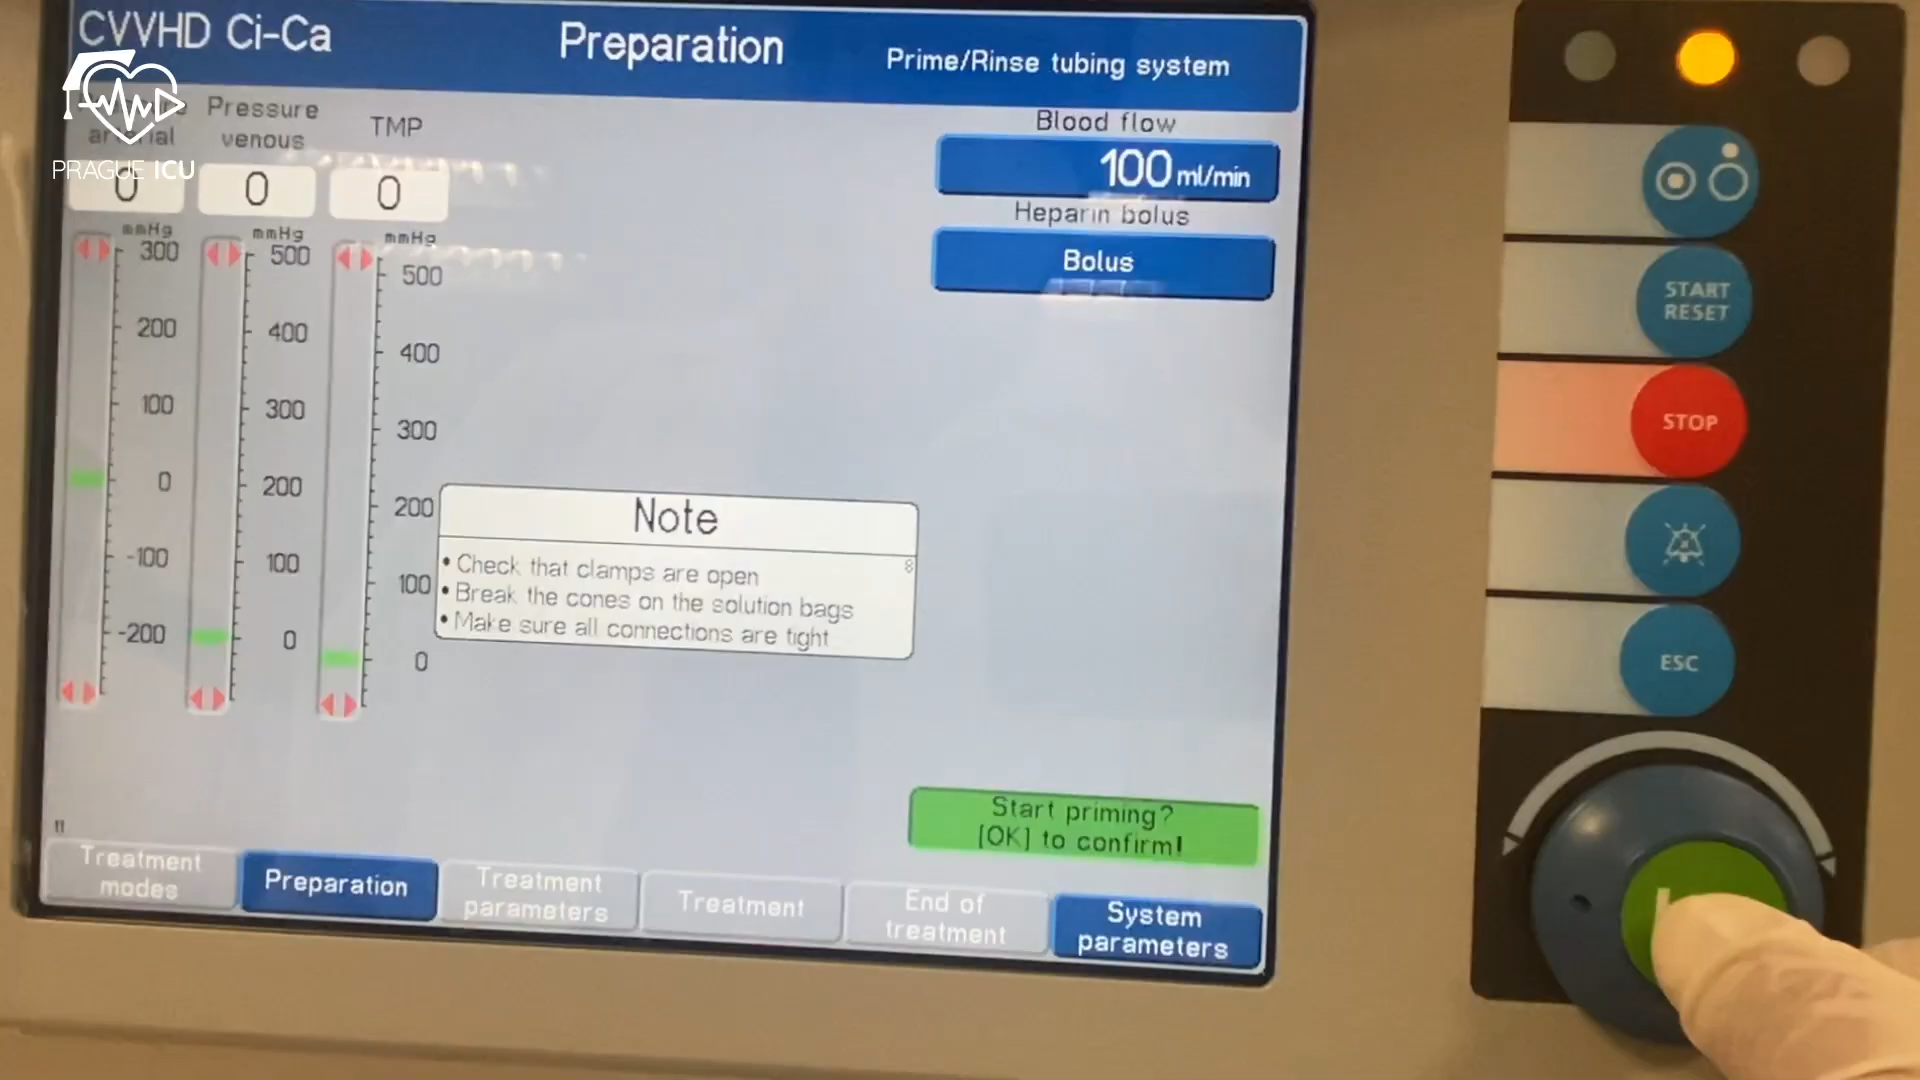 CVVHD Ci-Ca
Preparation
Prime/Rinse tubing system
PRAGUE ICU
arterial
Pressure
venous
TMP
0
0
0
mmHg
mmHg
mmHg
300
200
100
0
-100
-200
500
400
300
200
100
0
500
400
300
200
100
0
Blood flow
100 ml/min
Heparin bolus
Bolus
Note
8
• Check that clamps are open
• Break the cones on the solution bags
• Make sure all connections are tight
Start priming?
[OK] to confirm!
Treatment
modes
Preparation
Treatment
parameters
Treatment
End of
treatment
System
parameters
START
RESET
STOP
ESC